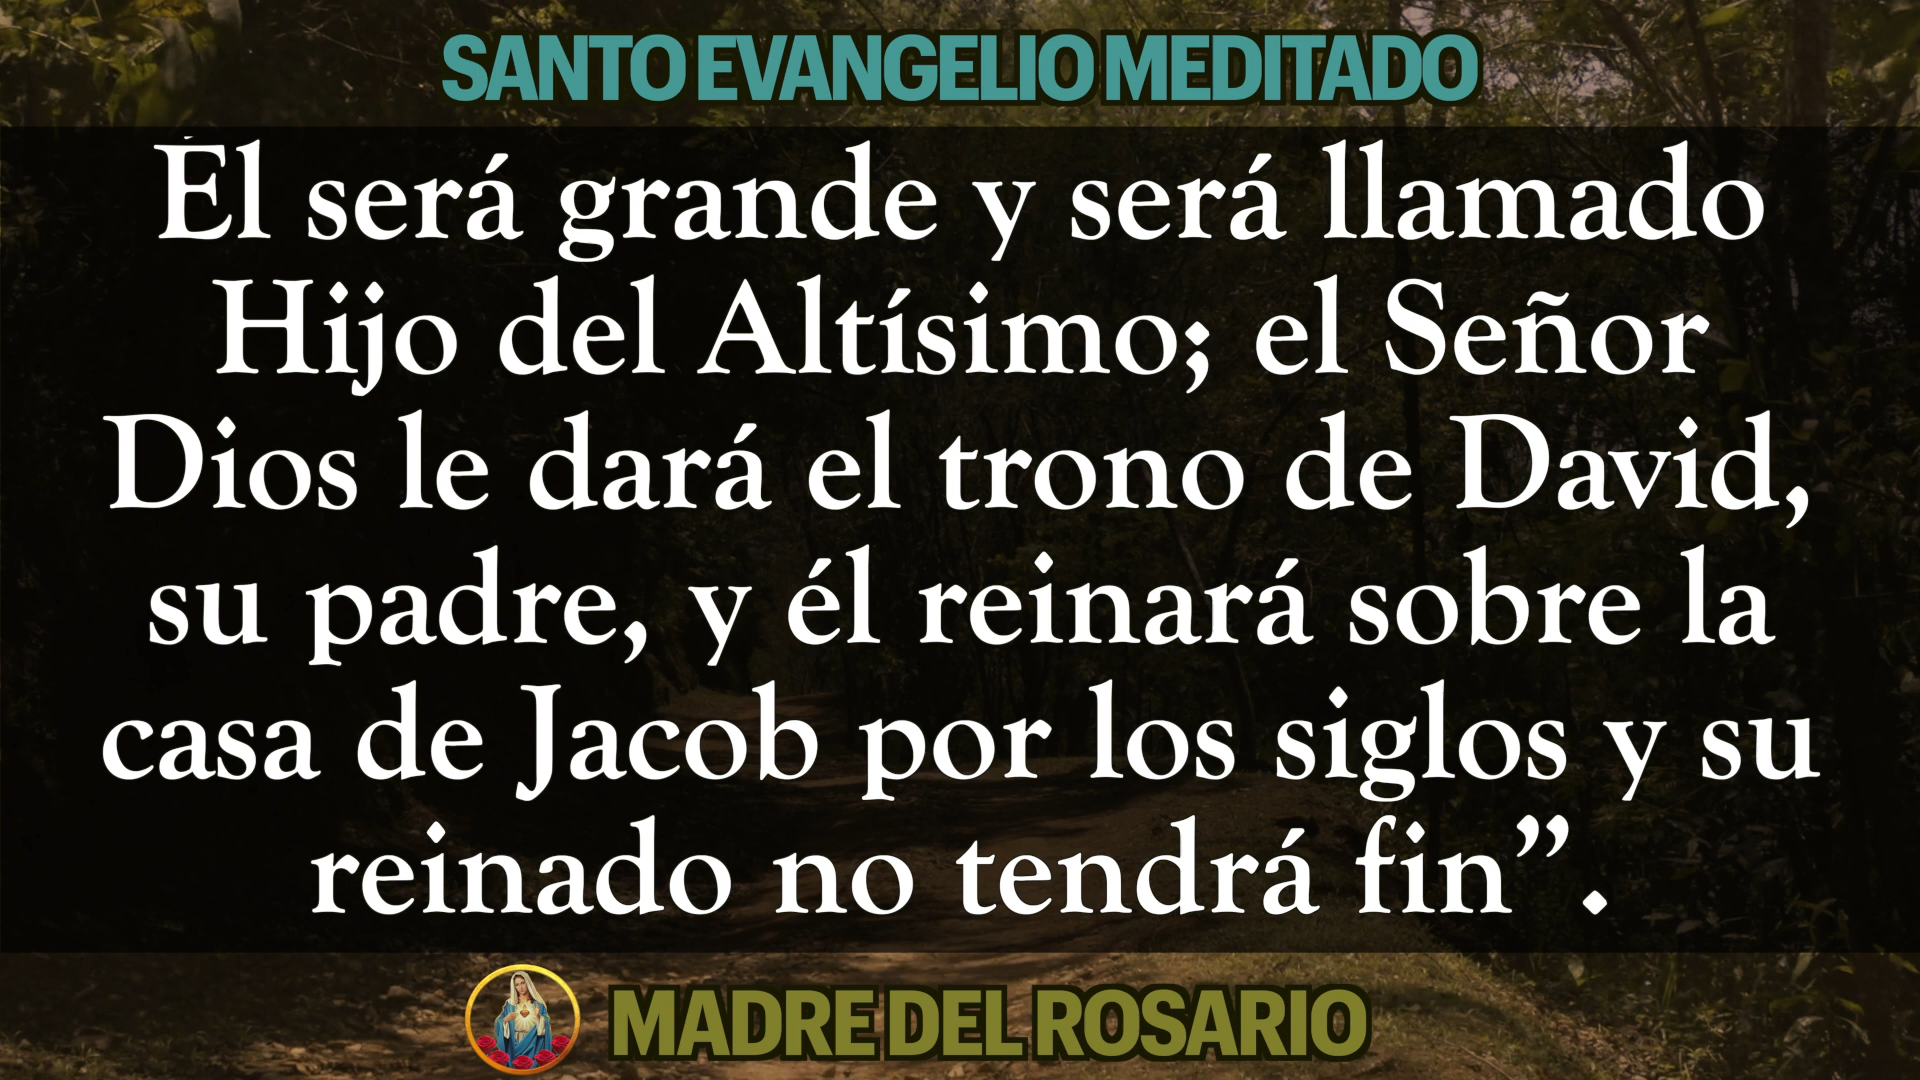 SANTO EVANGELIO MEDITADO
Él será grande y será llamado
Hijo del Altísimo; el Señor
Dios le dará el trono de David,
su padre, y él reinará sobre la
casa de Jacob por los siglos y su
reinado no tendrá fin”.
MADRE DEL ROSARIO